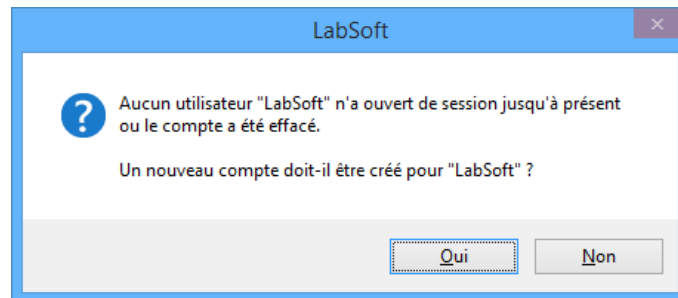 LabSoft
Aucun utilisateur "LabSoft" n'a ouvert de session jusqu'à présent
ou le compte a été effacé.
Un nouveau compte doit-il être créé pour "LabSoft" ?
Oui
Non